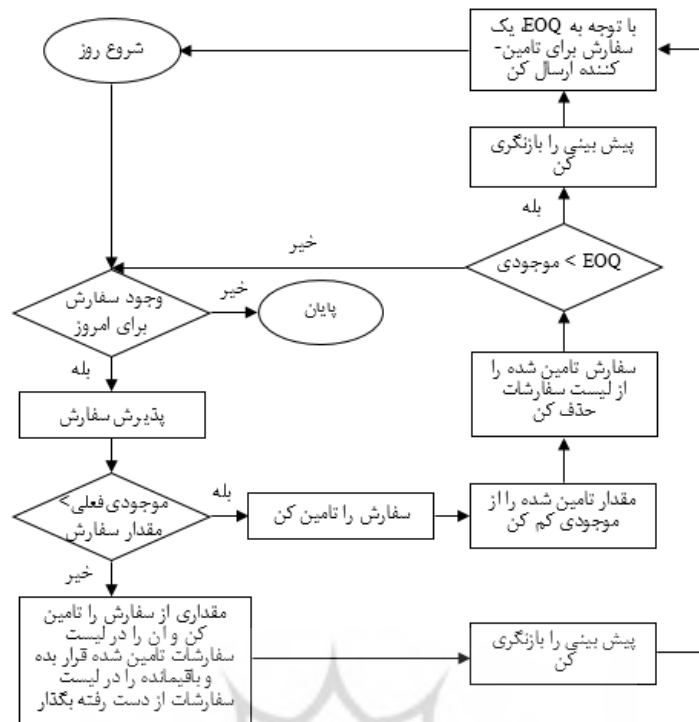 شروع روز
با توجه به EOQ یک
سفارش برای تامین-
کننده ارسال کن
پیش بینی را بازنگری
کن
بله
خیر
موجودی > EOQ
وجود سفارش
برای امروز
خیر
پایان
بله
سفارش تامین شده را
از لیست سفارشات
حذف کن
پذیرش سفارش
موجودی فعلی<
مقدار سفارش
بله
سفارش را تامین کن
مقدار تامین شده را از
موجودی کم کن
خیر
مقداری از سفارش را تامین
کن و آن را در لیست
سفارشات تامین شده قرار بده
و باقیمانده را در لیست
سفارشات از دست رفته بگذار
پیش بینی را بازنگری
کن